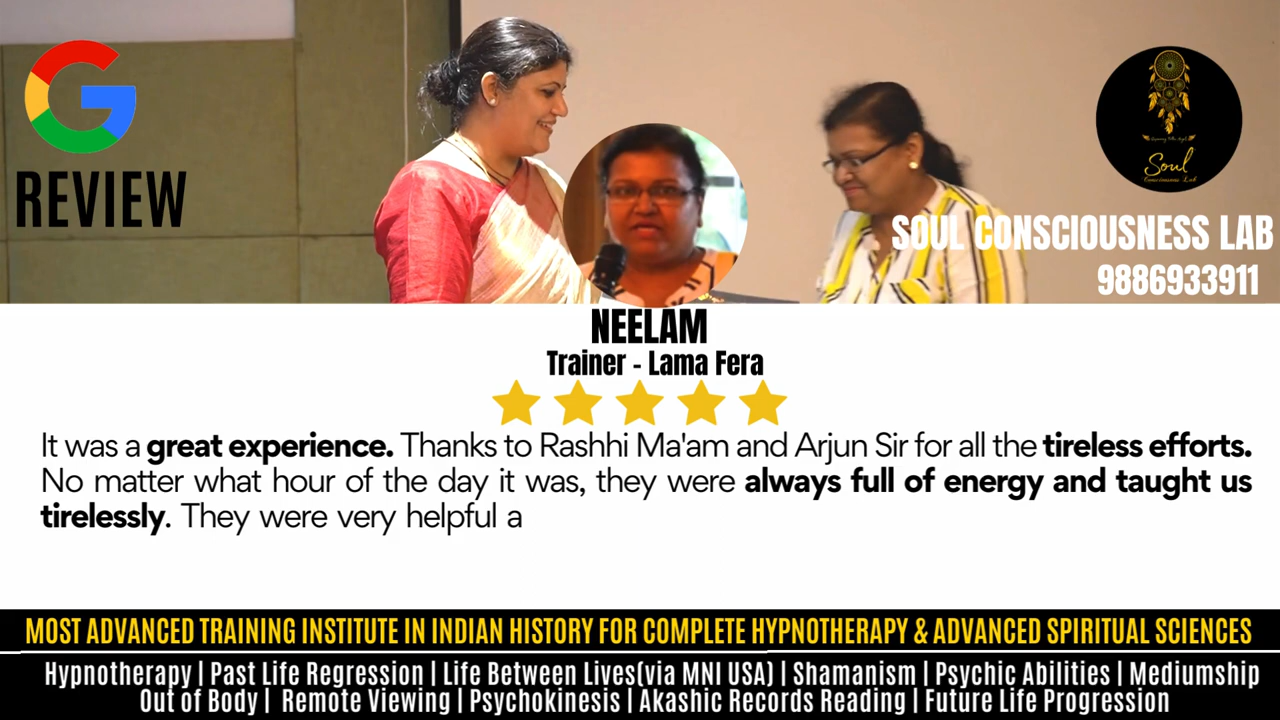 REVIEW
Soul
Consciousness Lab
SOUL CONSCIOUSNESS LAB
9886933911
NEELAM
Trainer - Lama Fera
It was a great experience. Thanks to Rashhi Ma'am and Arjun Sir for all the tireless efforts.
No matter what hour of the day it was, they were always full of energy and taught us
tirelessly. They were very helpful a
MOST ADVANCED TRAINING INSTITUTE IN INDIAN HISTORY FOR COMPLETE HYPNOTHERAPY & ADVANCED SPIRITUAL SCIENCES
Hypnotherapy | Past Life Regression | Life Between Lives(via MNI USA) | Shamanism | Psychic Abilities | Mediumship
Out of Body | Remote Viewing | Psychokinesis | Akashic Records Reading | Future Life Progression